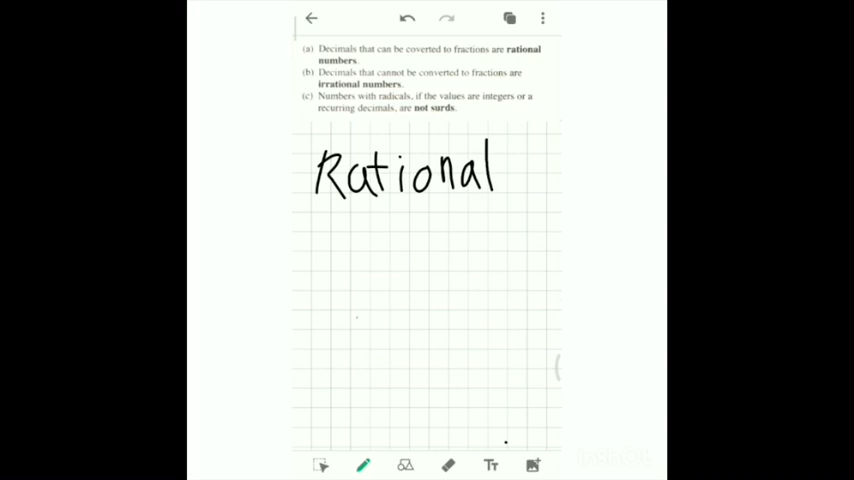 (a) Decimals that can be coverted to fractions are rational
numbers.
(b) Decimals that cannot be converted to fractions are
irrational numbers.
(c) Numbers with radicals, if the values are integers or a
recurring decimals, are not surds.
Rational
Tт